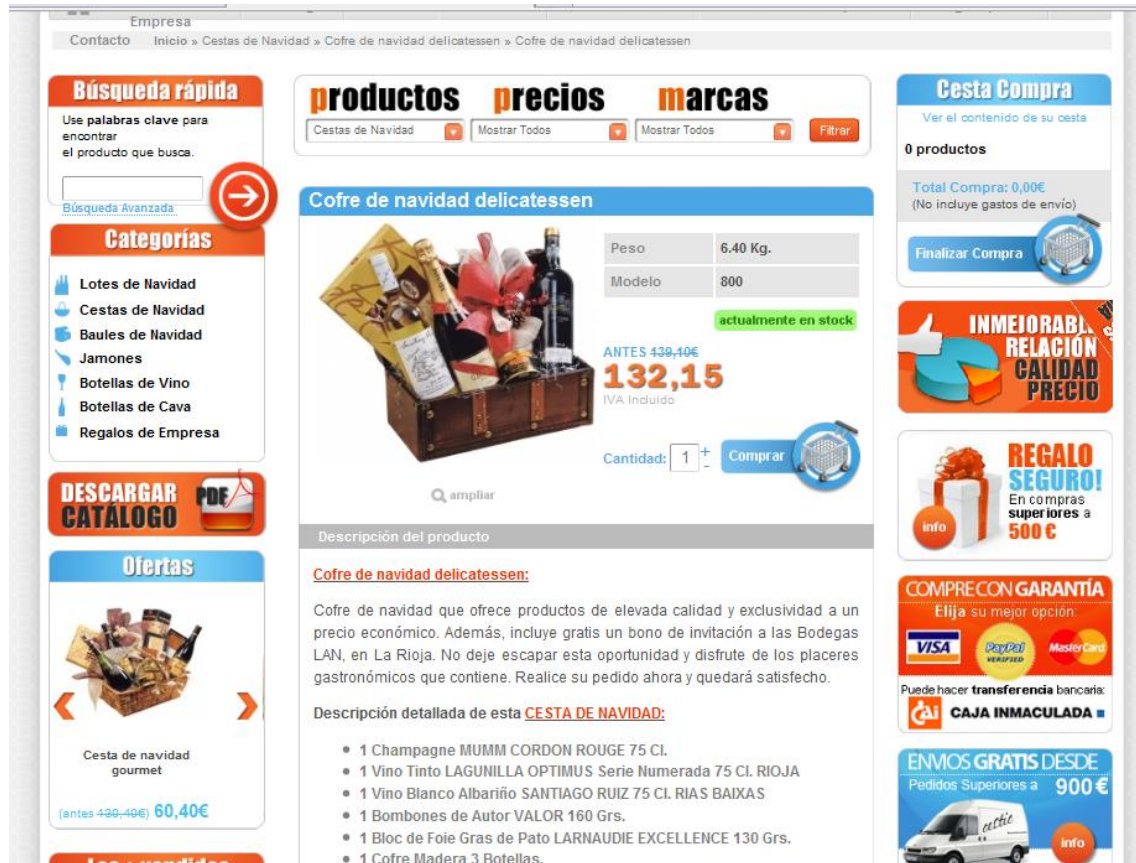 Empresa
Contacto
Inicio » Cestas de Navidad » Cofre de navidad delicatessen » Cofre de navidad delicatessen
Búsqueda rápida
Use palabras clave para
encontrar
el producto que busca.
Búsqueda Avanzada
Categorías
Lotes de Navidad
Cestas de Navidad
Baules de Navidad
Jamones
Botellas de Vino
Botellas de Cava
Regalos de Empresa
DESCARGAR
CATÁLOGO
PDF
Ofertas
Cesta de navidad
gourmet
(antes 130,40€) 60,40€
productos precios marcas
Cestas de Navidad Mostrar Todos Mostrar Todos Filtrar
Cofre de navidad delicatessen
Peso 6.40 Kg.
Modelo 800
actualmente en stock
ANTES 139,10€
132,15
IVA Incluido
Cantidad: 1 + - Comprar
ampliar
Descripción del producto
Cofre de navidad delicatessen:
Cofre de navidad que ofrece productos de elevada calidad y exclusividad a un
precio económico. Además, incluye gratis un bono de invitación a las Bodegas
LAN, en La Rioja. No deje escapar esta oportunidad y disfrute de los placeres
gastronómicos que contiene. Realice su pedido ahora y quedará satisfecho.
Descripción detallada de esta CESTA DE NAVIDAD:
1 Champagne MUMM CORDON ROUGE 75 Cl.
1 Vino Tinto LAGUNILLA OPTIMUS Serie Numerada 75 Cl. RIOJA
1 Vino Blanco Albariño SANTIAGO RUIZ 75 Cl. RIAS BAIXAS
1 Bombones de Autor VALOR 160 Grs.
1 Bloc de Foie Gras de Pato LARNAUDIE EXCELLENCE 130 Grs.
1 Cofre Madera 3 Botellas.
Cesta Compra
Ver el contenido de su cesta
0 productos
Total Compra: 0,00€
(No incluye gastos de envío)
Finalizar Compra
RELACIÓN
CALIDAD
PRECIO
REGALO
SEGURO!
En compras
superiores a
500 €
info
COMPRE CON GARANTÍA
Elija su mejor opción:
VISA PayPal VERIFIED MasterCard
Puede hacer transferencia bancaria:
CAi CAJA INMACULADA
ENVIOS GRATIS DESDE
Pedidos Superiores a 900 €
info